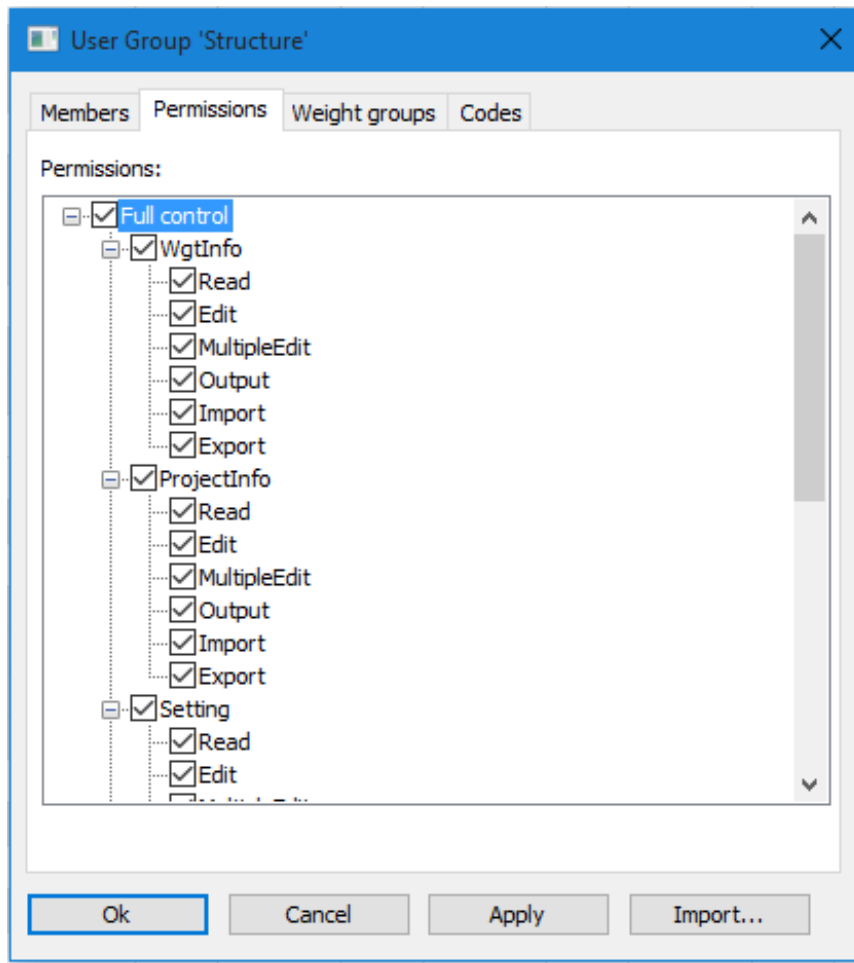 User Group 'Structure'
Members Permissions Weight groups Codes
Permissions:
Full control
WgtInfo
Read
Edit
MultipleEdit
Output
Import
Export
ProjectInfo
Read
Edit
MultipleEdit
Output
Import
Export
Setting
Read
Edit
Ok Cancel Apply Import...